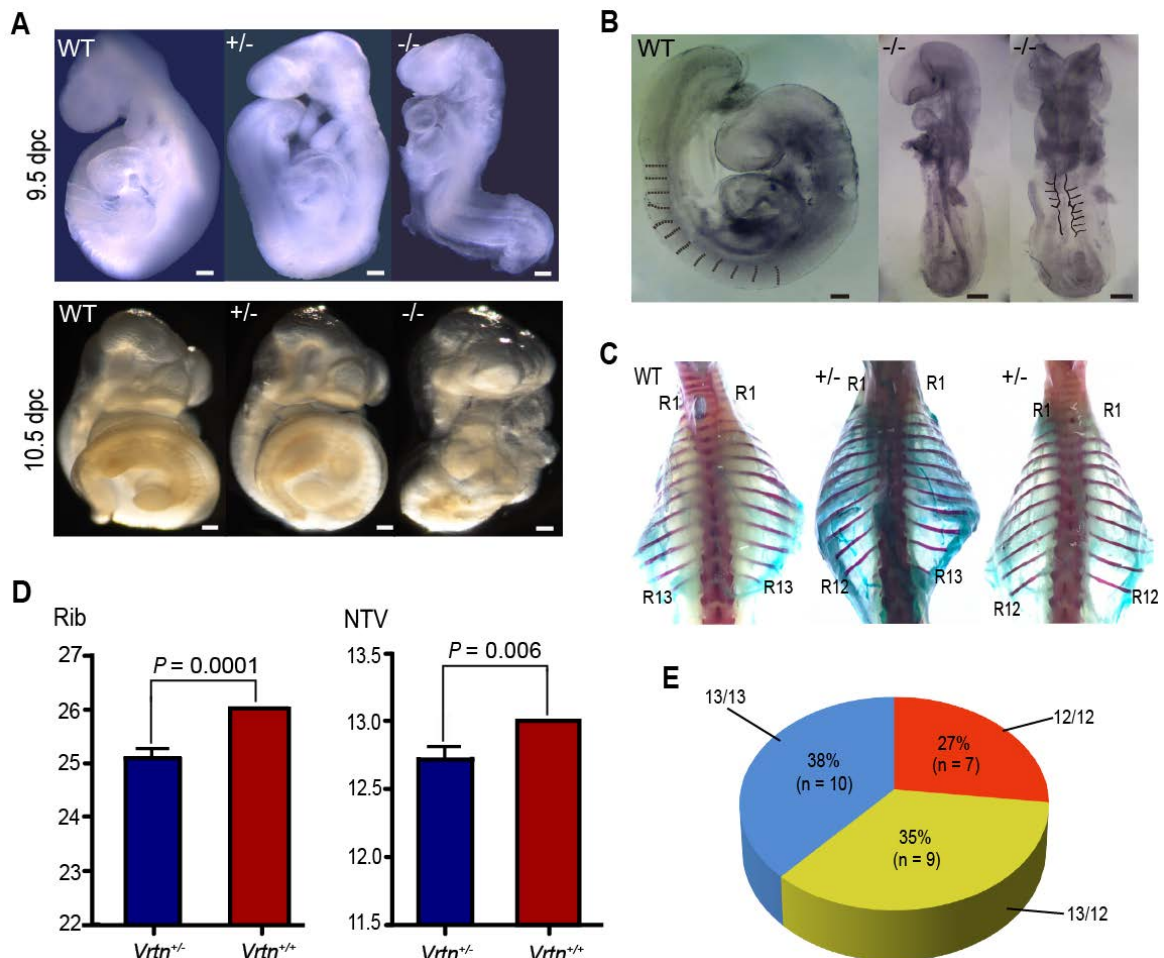 A
WT
+/-
-/-
9.5 dpc
WT
+/-
-/-
10.5 dpc
B
WT
-/-
-/-
C
WT
R1
R1
R13
R13
+/-
R1
R1
R12
R13
+/-
R1
R1
R12
R12
D
Rib
27
26
25
24
23
22
P = 0.0001
Vrtn+/-
Vrtn+/+
NTV
13.5
13.0
12.5
12.0
11.5
P = 0.006
Vrtn+/-
Vrtn+/+
E
13/13
12/12
38%
(n = 10)
27%
(n = 7)
35%
(n = 9)
13/12